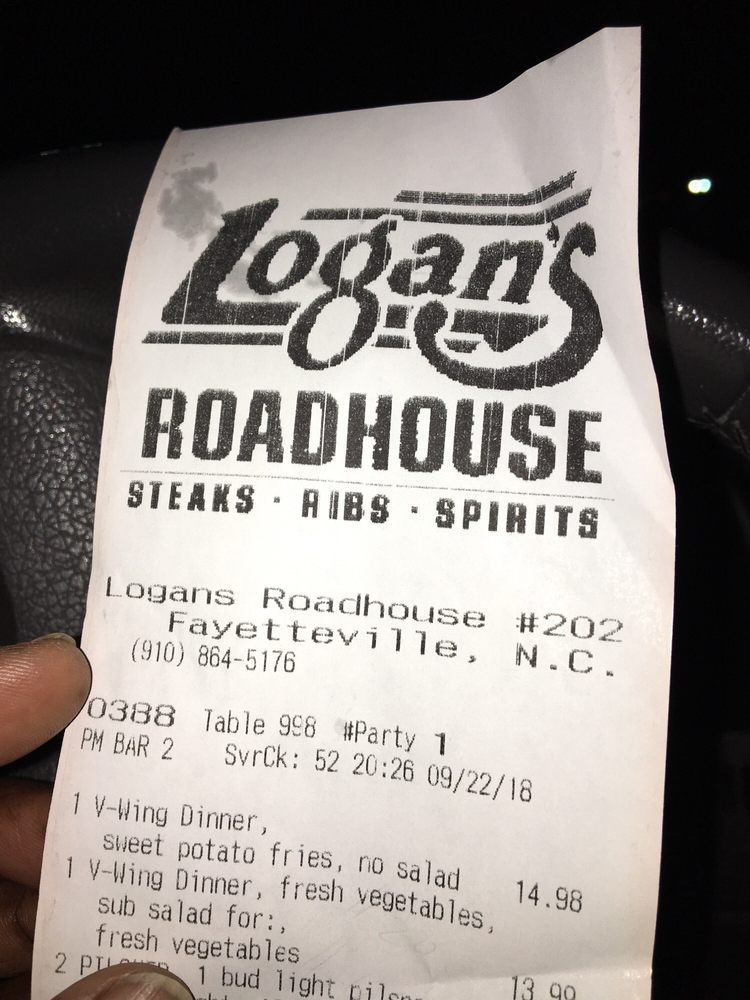 Logan's
ROADHOUSE
STEAKS · RIBS · SPIRITS
Logans Roadhouse #202
Fayetteville, N.C.
(910) 864-5176
0388 Table 998 #Party 1
PM BAR 2 SvrCk: 52 20:26 09/22/18
1 V-Wing Dinner,
sweet potato fries, no salad 14.98
1 V-Wing Dinner, fresh vegetables,
sub salad for:,
fresh vegetables 13.99
2 1 bud light